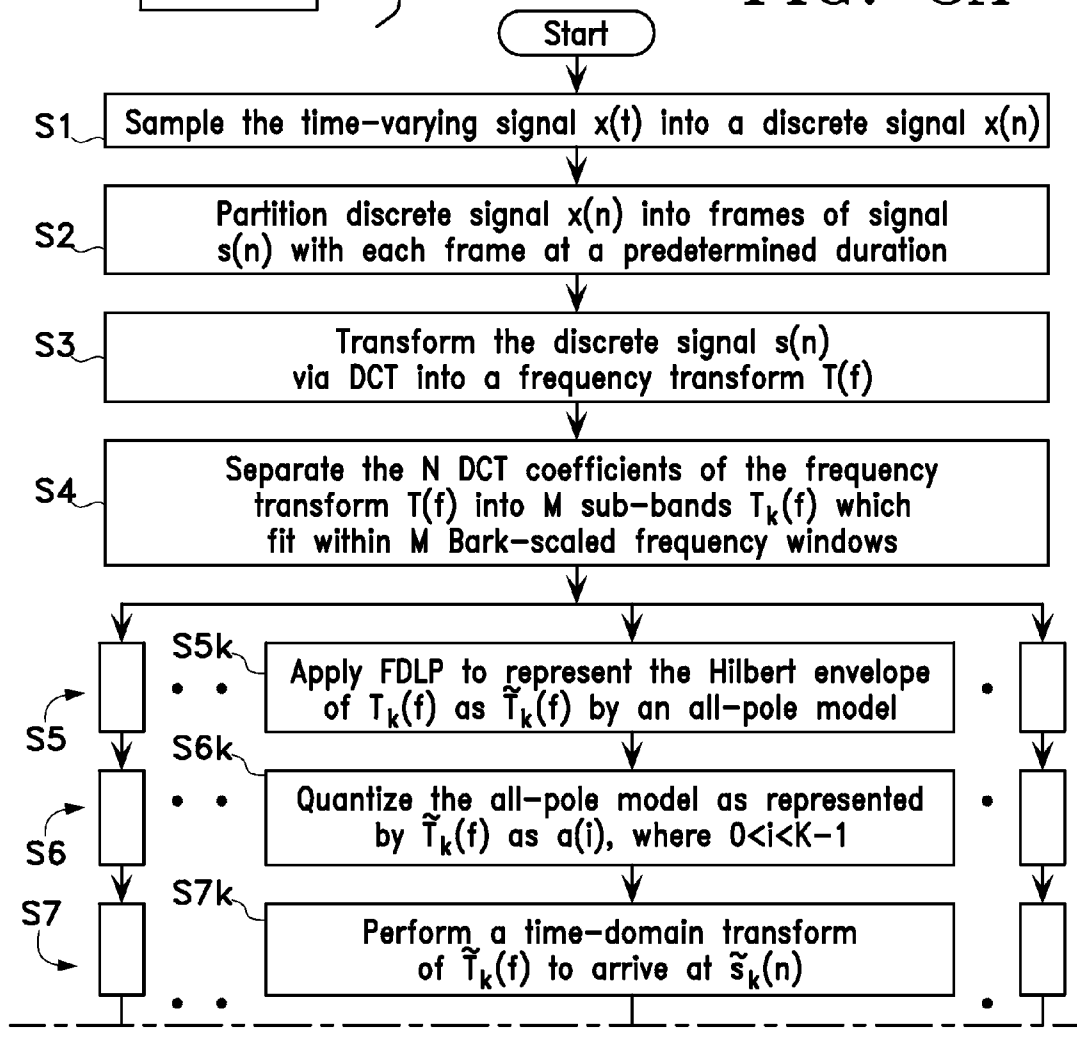 Start
S1
Sample the time-varying signal x(t) into a discrete signal x(n)
S2
Partition discrete signal x(n) into frames of signal
s(n) with each frame at a predetermined duration
S3
Transform the discrete signal s(n)
via DCT into a frequency transform T(f)
S4
Separate the N DCT coefficients of the frequency
transform T(f) into M sub-bands Tₖ(f) which
fit within M Bark-scaled frequency windows
S5k
Apply FDLP to represent the Hilbert envelope
of Tₖ(f) as T̃ₖ(f) by an all-pole model
S5
S6k
Quantize the all-pole model as represented
by T̃ₖ(f) as a(i), where 0<i<K-1
S6
S7k
Perform a time-domain transform
of T̃ₖ(f) to arrive at s̃ₖ(n)
S7